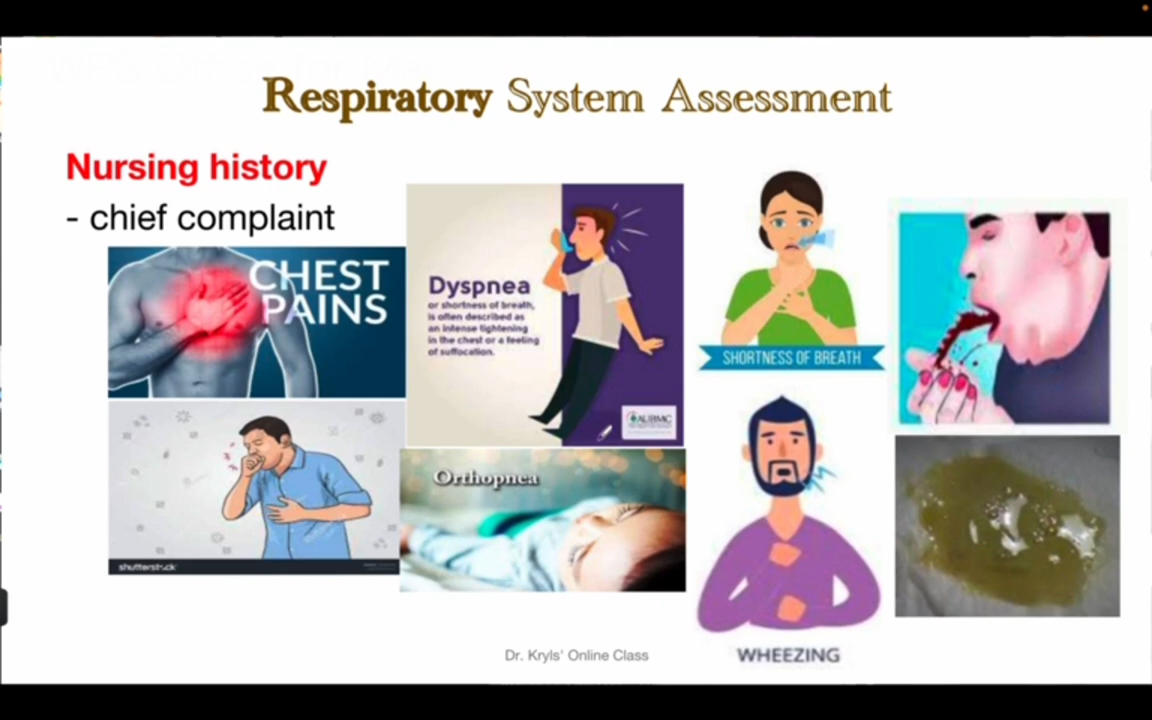 Respiratory System Assessment
Nursing history
- chief complaint
CHEST
PAINS
Dyspnea
or shortness of breath,
is often described as
an intense tightening
in the chest or a feeling
of suffocation.
AUBMC
SHORTNESS OF BREATH
shutterstock
Orthopnea
WHEEZING
Dr. Kryls' Online Class